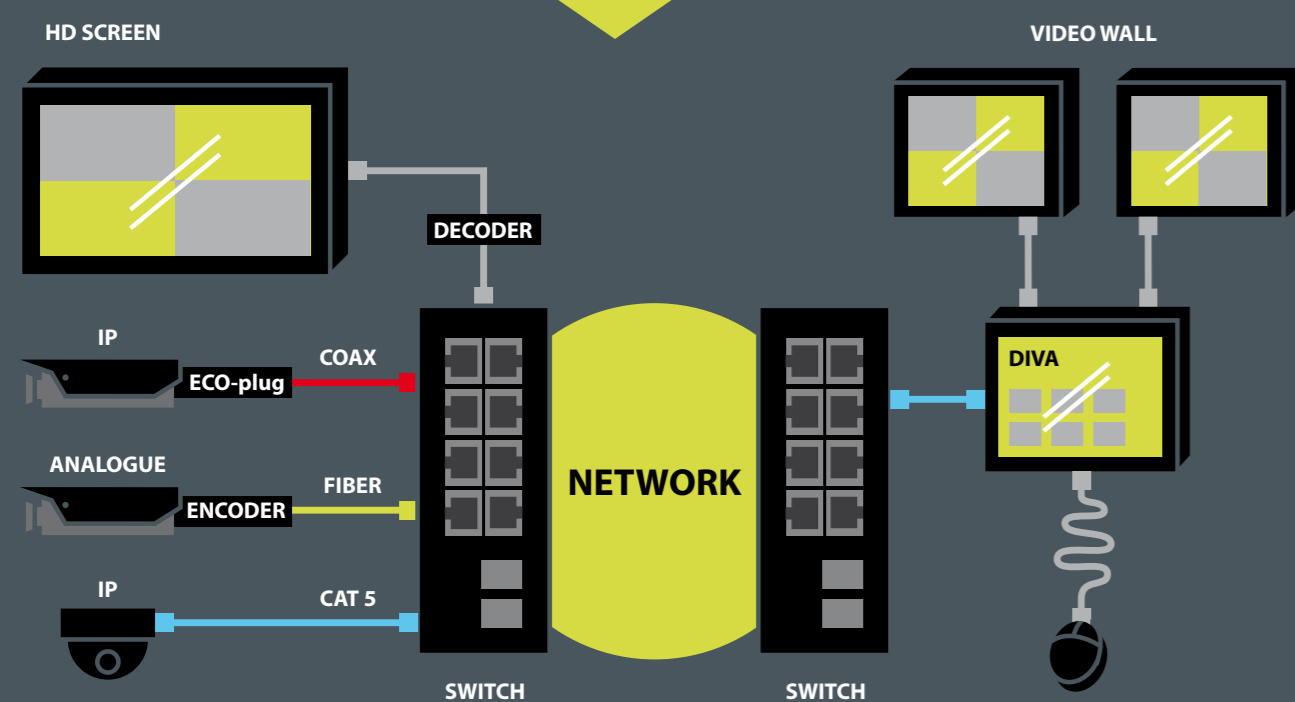 HD SCREEN
VIDEO WALL
DECODER
IP
COAX
ECO-plug
DIVA
ANALOGUE
FIBER
ENCODER
NETWORK
IP
CAT 5
SWITCH
SWITCH